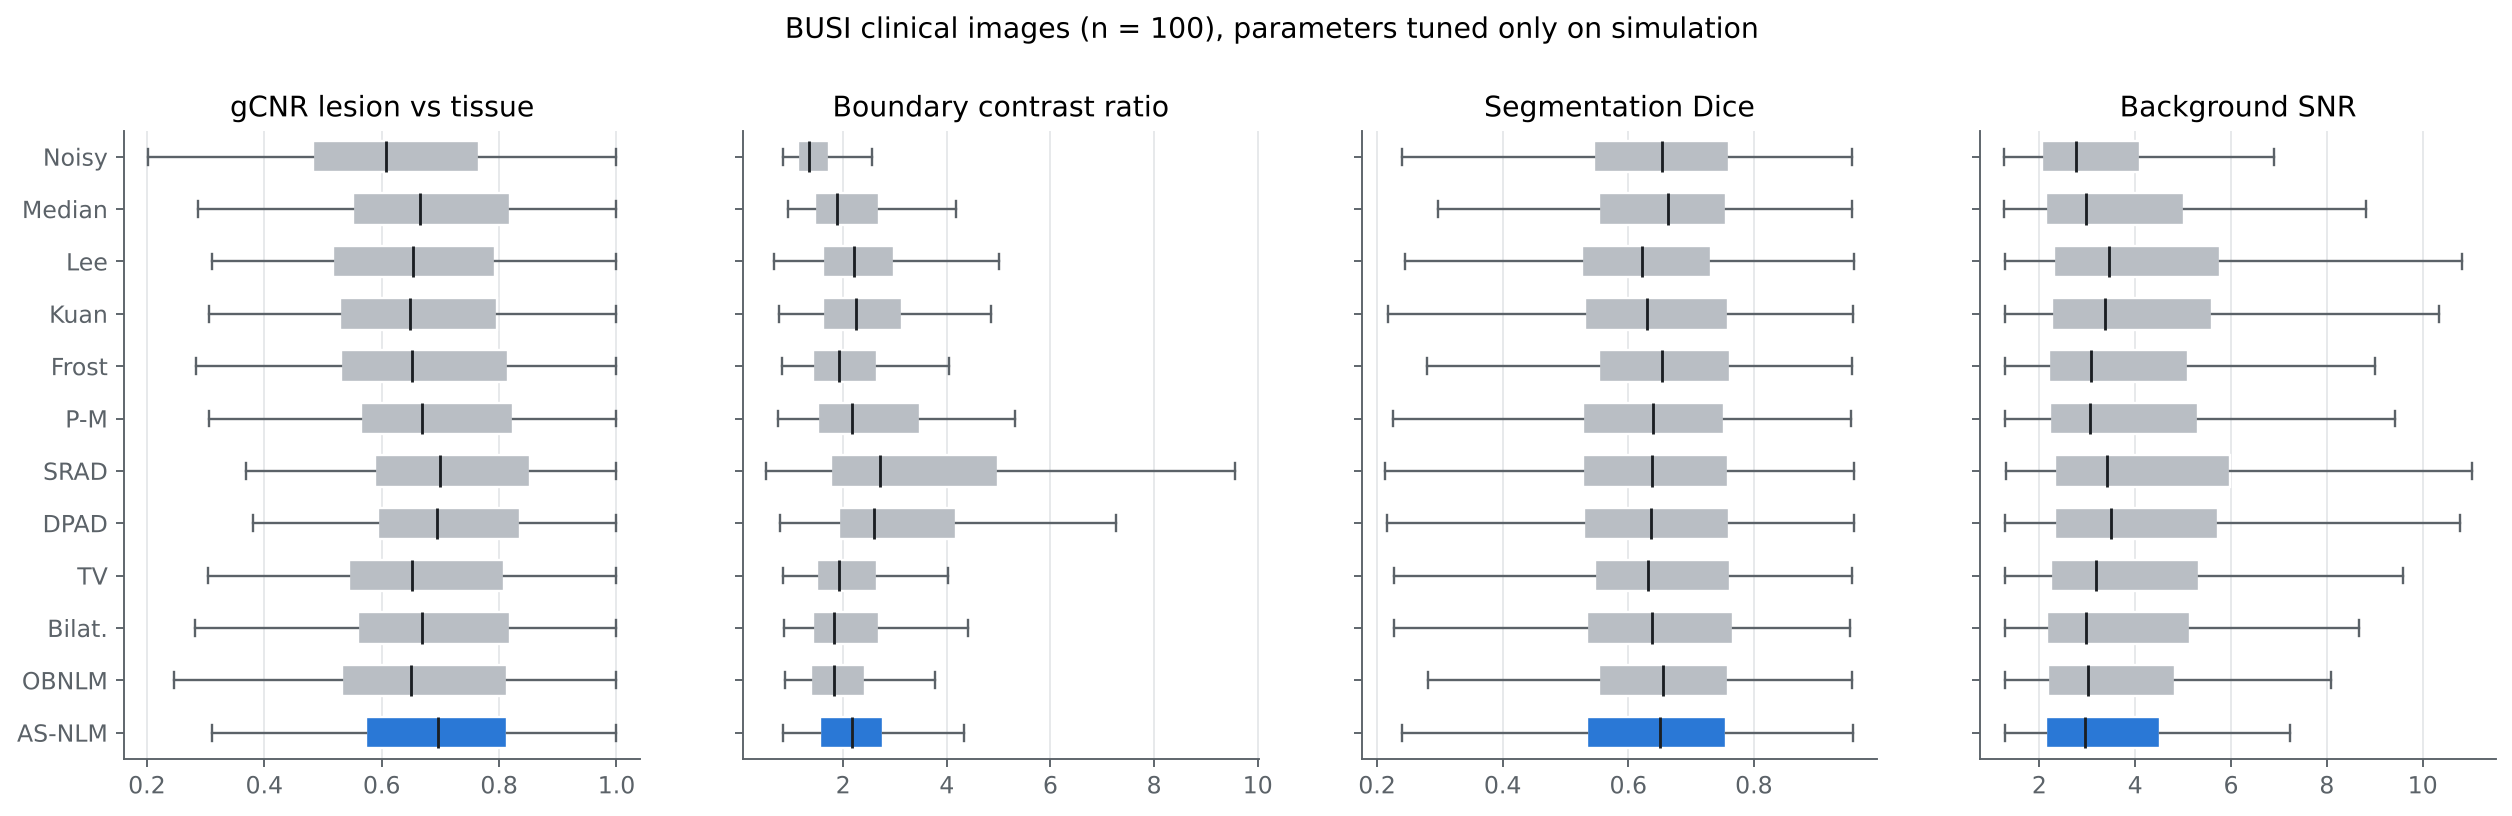 BUSI clinical images (n = 100), parameters tuned only on simulation
gCNR lesion vs tissue
Boundary contrast ratio
Segmentation Dice
Background SNR
Noisy
Median
Lee
Kuan
Frost
P-M
SRAD
DPAD
TV
Bilat.
OBNLM
AS-NLM
0.2 0.4 0.6 0.8 1.0
2 4 6 8 10
0.2 0.4 0.6 0.8
2 4 6 8 10